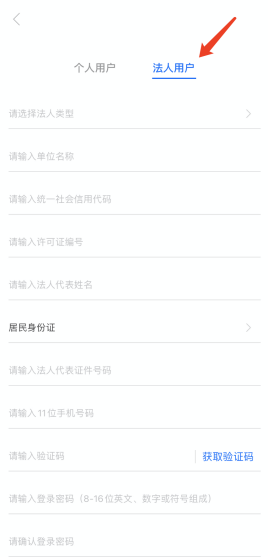 个人用户 法人用户
请选择法人类型
请输入单位名称
请输入统一社会信用代码
请输入许可证编号
请输入法人代表姓名
居民身份证
请输入法人代表证件号码
请输入11位手机号码
请输入验证码 获取验证码
请输入登录密码（8-16位英文、数字或符号组成）
请确认登录密码